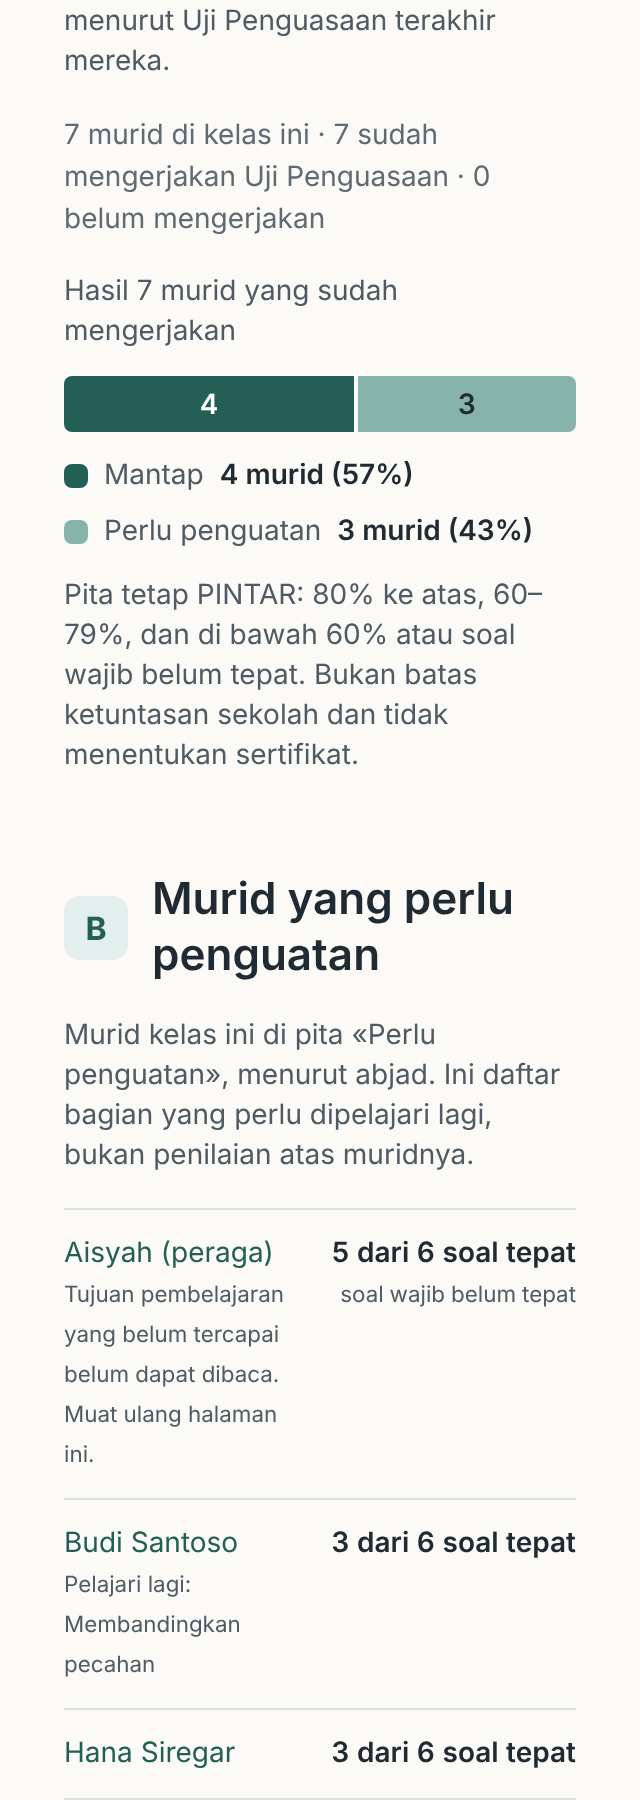 menurut Uji Penguasaan terakhir
mereka.
7 murid di kelas ini · 7 sudah
mengerjakan Uji Penguasaan · 0
belum mengerjakan
Hasil 7 murid yang sudah
mengerjakan
4
3
Mantap 4 murid (57%)
Perlu penguatan 3 murid (43%)
Pita tetap PINTAR: 80% ke atas, 60–
79%, dan di bawah 60% atau soal
wajib belum tepat. Bukan batas
ketuntasan sekolah dan tidak
menentukan sertifikat.
B
Murid yang perlu
penguatan
Murid kelas ini di pita «Perlu
penguatan», menurut abjad. Ini daftar
bagian yang perlu dipelajari lagi,
bukan penilaian atas muridnya.
Aisyah (peraga) 5 dari 6 soal tepat
Tujuan pembelajaran soal wajib belum tepat
yang belum tercapai
belum dapat dibaca.
Muat ulang halaman
ini.
Budi Santoso 3 dari 6 soal tepat
Pelajari lagi:
Membandingkan
pecahan
Hana Siregar 3 dari 6 soal tepat